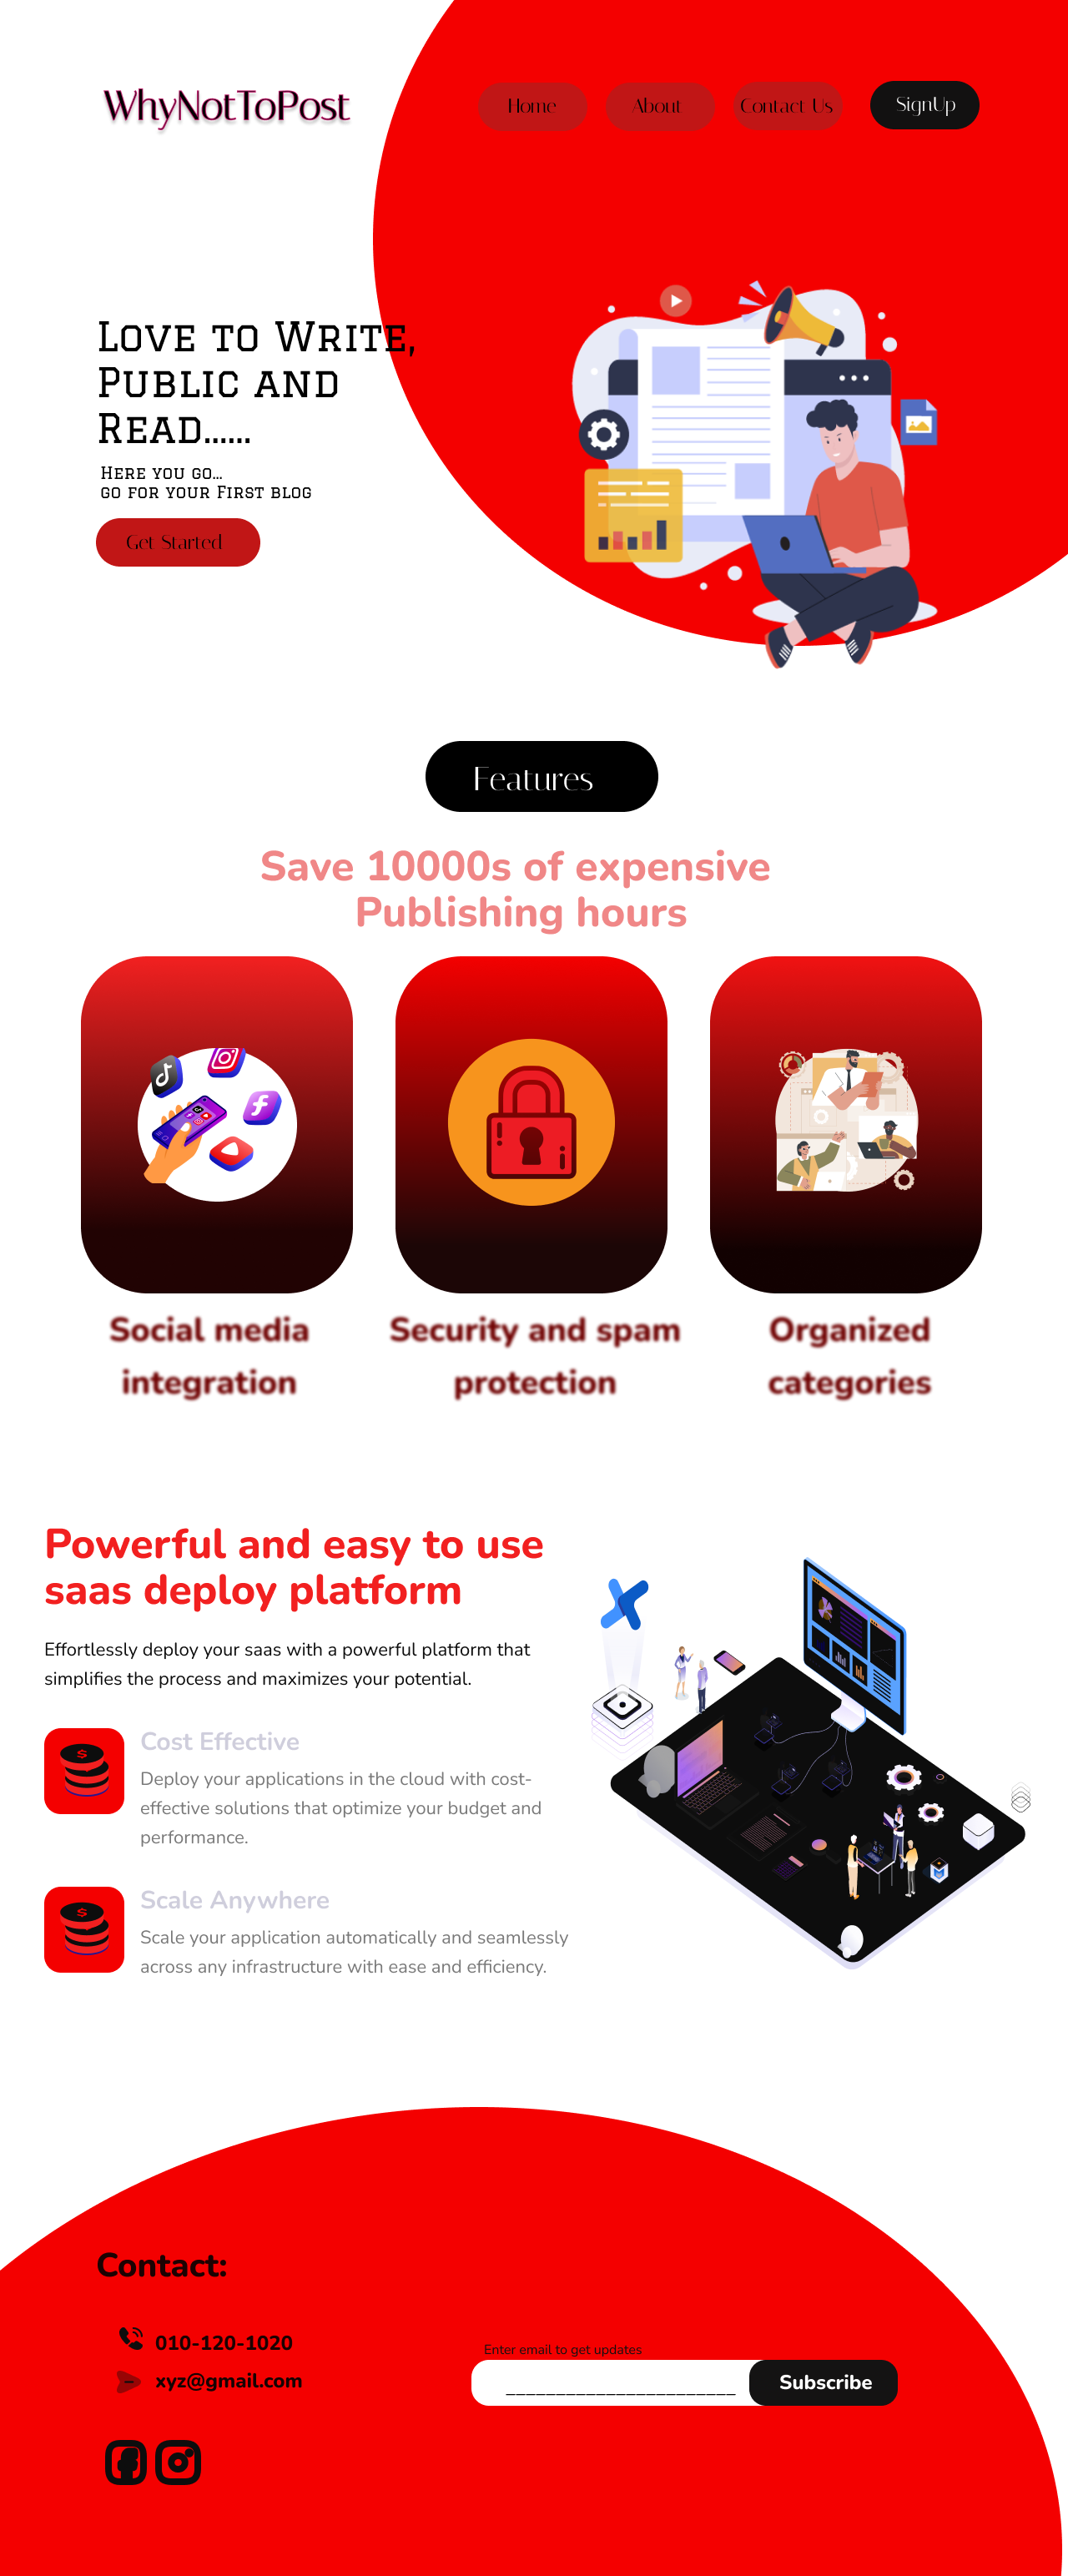 WhyNotToPost
Home
About
Contact Us
SignUp
Love to Write,
Public and
Read......
Here you go...
go for your First blog
Get Started
Features
Save 10000s of expensive
Publishing hours
Social media
integration
Security and spam
protection
Organized
categories
Powerful and easy to use
saas deploy platform
Effortlessly deploy your saas with a powerful platform that
simplifies the process and maximizes your potential.
Cost Effective
Deploy your applications in the cloud with cost-
effective solutions that optimize your budget and
performance.
Scale Anywhere
Scale your application automatically and seamlessly
across any infrastructure with ease and efficiency.
Contact:
010-120-1020
xyz@gmail.com
Enter email to get updates
_______________________
Subscribe